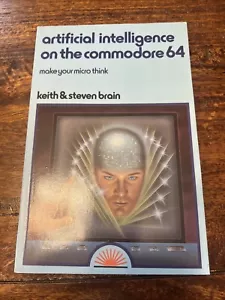 artificial intelligence
on the commodore 64
make your micro think
keith & steven brain